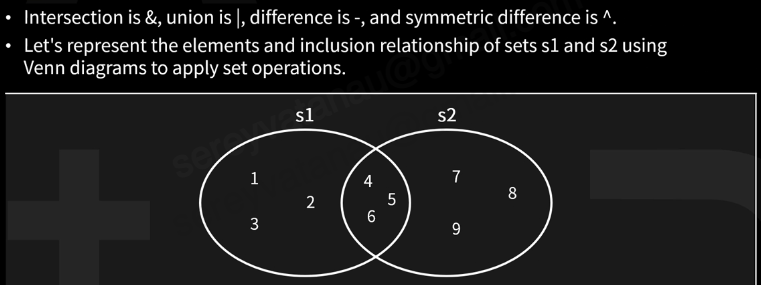 • Intersection is &, union is |, difference is -, and symmetric difference is ^.
• Let's represent the elements and inclusion relationship of sets s1 and s2 using
Venn diagrams to apply set operations.
s1 s2
1 4 7
2 5 8
3 6 9